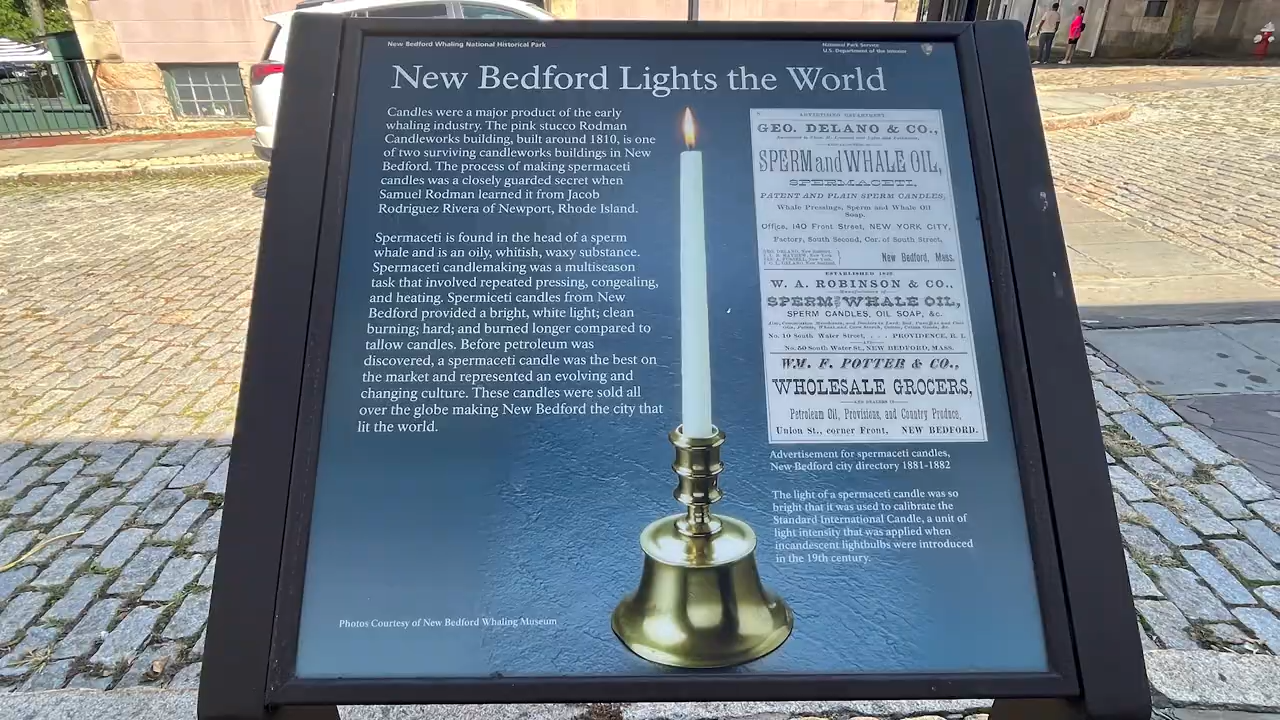 New Bedford Whaling National Historical Park
National Park Service
U.S. Department of the Interior
New Bedford Lights the World
Candles were a major product of the early
whaling industry. The pink stucco Rodman
Candleworks building, built around 1810, is one
of two surviving candleworks buildings in New
Bedford. The process of making spermaceti
candles was a closely guarded secret when
Samuel Rodman learned it from Jacob
Rodriguez Rivera of Newport, Rhode Island.
Spermaceti is found in the head of a sperm
whale and is an oily, whitish, waxy substance.
Spermaceti candlemaking was a multiseason
task that involved repeated pressing, congealing,
and heating. Spermiceti candles from New
Bedford provided a bright, white light; clean
burning; hard; and burned longer compared to
tallow candles. Before petroleum was
discovered, a spermaceti candle was the best on
the market and represented an evolving and
changing culture. These candles were sold all
over the globe making New Bedford the city that
lit the world.
Photos Courtesy of New Bedford Whaling Museum
ADVERTISING DEPARTMENT.
GEO. DELANO & CO.,
SPERM and WHALE OIL,
SPERMACETI,
PATENT AND PLAIN SPERM CANDLES,
Whale Pressings, Sperm and Whale Oil
Soap.
Office, 140 Front Street, NEW YORK CITY,
Factory, South Second, Cor. of South Street,
New Bedford, Mass.
ESTABLISHED 1829
W. A. ROBINSON & CO.,
Manufacturers of
SPERM AND WHALE OIL,
SPERM CANDLES, OIL SOAP, &c.
No. 10 South Water Street, . . . PROVIDENCE, R. I.
No. 50 South Water St., NEW BEDFORD, MASS.
WM. F. POTTER & CO.,
WHOLESALE GROCERS,
AND DEALERS IN
Petroleum Oil, Provisions, and Country Produce,
Union St., corner Front, NEW BEDFORD.
Advertisement for spermaceti candles,
New Bedford city directory 1881-1882
The light of a spermaceti candle was so
bright that it was used to calibrate the
Standard International Candle, a unit of
light intensity that was applied when
incandescent lightbulbs were introduced
in the 19th century.